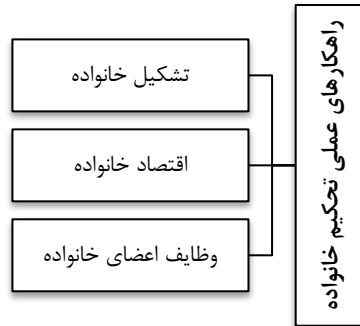 راهکارهای عملی تحکیم خانواده
تشکیل خانواده
اقتصاد خانواده
وظایف اعضای خانواده